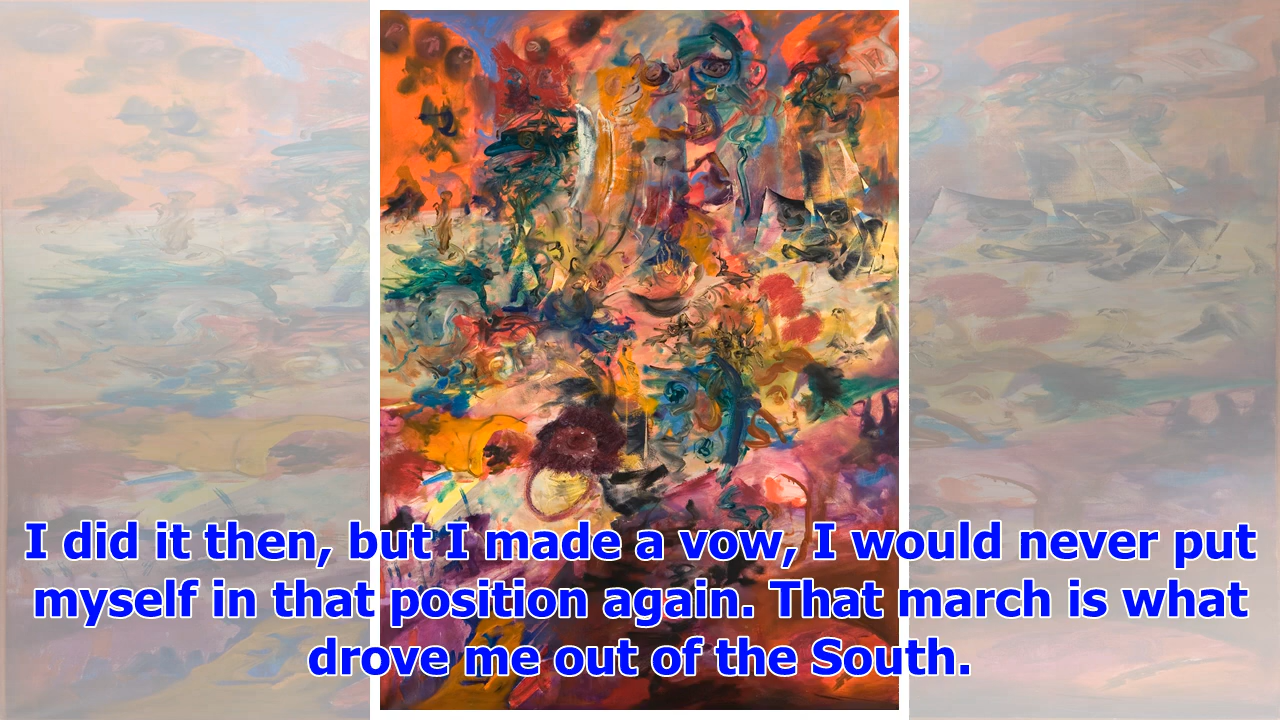 I did it then, but I made a vow, I would never put
myself in that position again. That march is what
drove me out of the South.